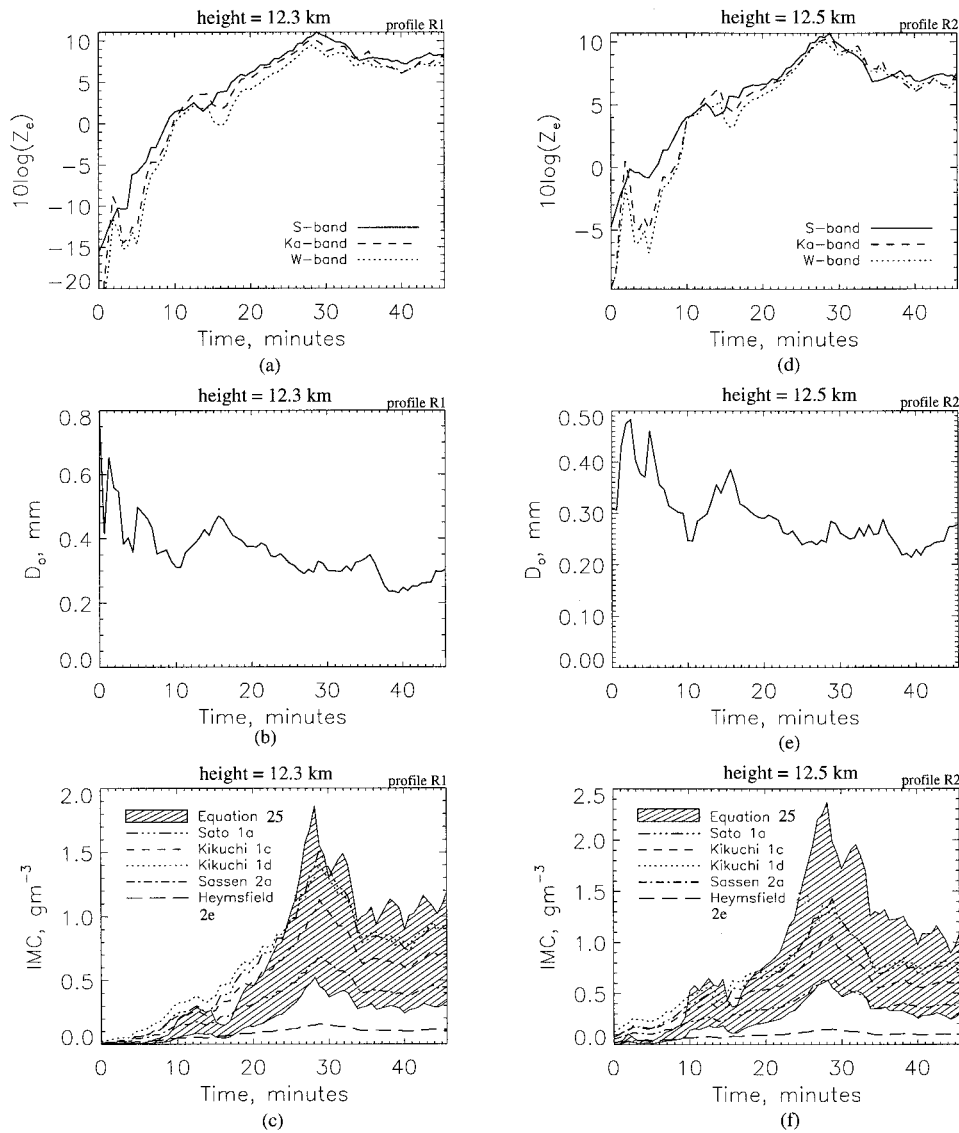 height = 12.3 km
profile R1
10
5
0
−5
−10
−15
−20
10log(Z_e)
S-band
Ka-band
W-band
0 10 20 30 40
Time, minutes
(a)
height = 12.5 km
profile R2
10
5
0
−5
10log(Z_e)
S-band
Ka-band
W-band
0 10 20 30 40
Time, minutes
(d)
height = 12.3 km
profile R1
0.8
0.6
0.4
0.2
0.0
D_o, mm
0 10 20 30 40
Time, minutes
(b)
height = 12.5 km
profile R2
0.50
0.40
0.30
0.20
0.10
0.00
D_o, mm
0 10 20 30 40
Time, minutes
(e)
height = 12.3 km
profile R1
2.0
1.5
1.0
0.5
0.0
IMC, gm⁻³
Equation 25
Sato 1a
Kikuchi 1c
Kikuchi 1d
Sassen 2a
Heymsfield
2e
0 10 20 30 40
Time, minutes
(c)
height = 12.5 km
profile R2
2.5
2.0
1.5
1.0
0.5
0.0
IMC, gm⁻³
Equation 25
Sato 1a
Kikuchi 1c
Kikuchi 1d
Sassen 2a
Heymsfield
2e
0 10 20 30 40
Time, minutes
(f)